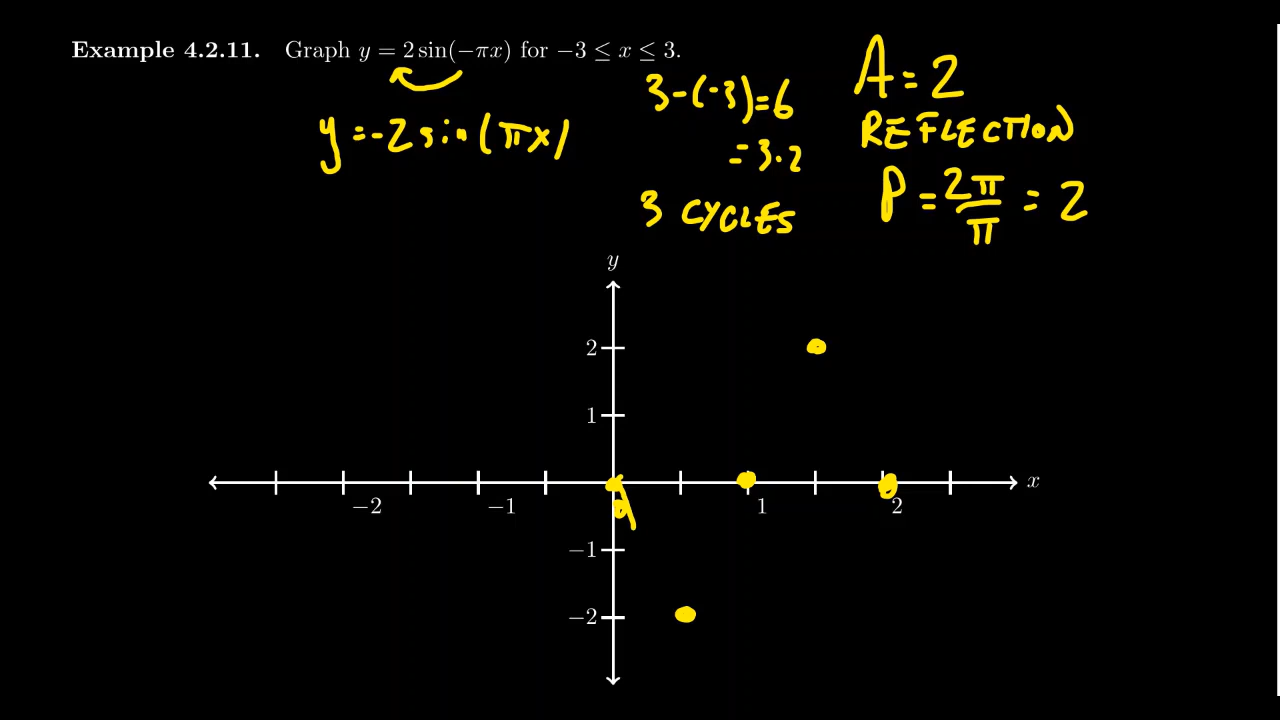 Example 4.2.11. Graph y = 2 sin(−πx) for −3 ≤ x ≤ 3.
y = -2 sin(πx)
3-(-3)=6
= 3·2
3 CYCLES
A = 2
REFLECTION
P = 2π/π = 2
y
2
1
x
−2 −1 1 2
−1
−2